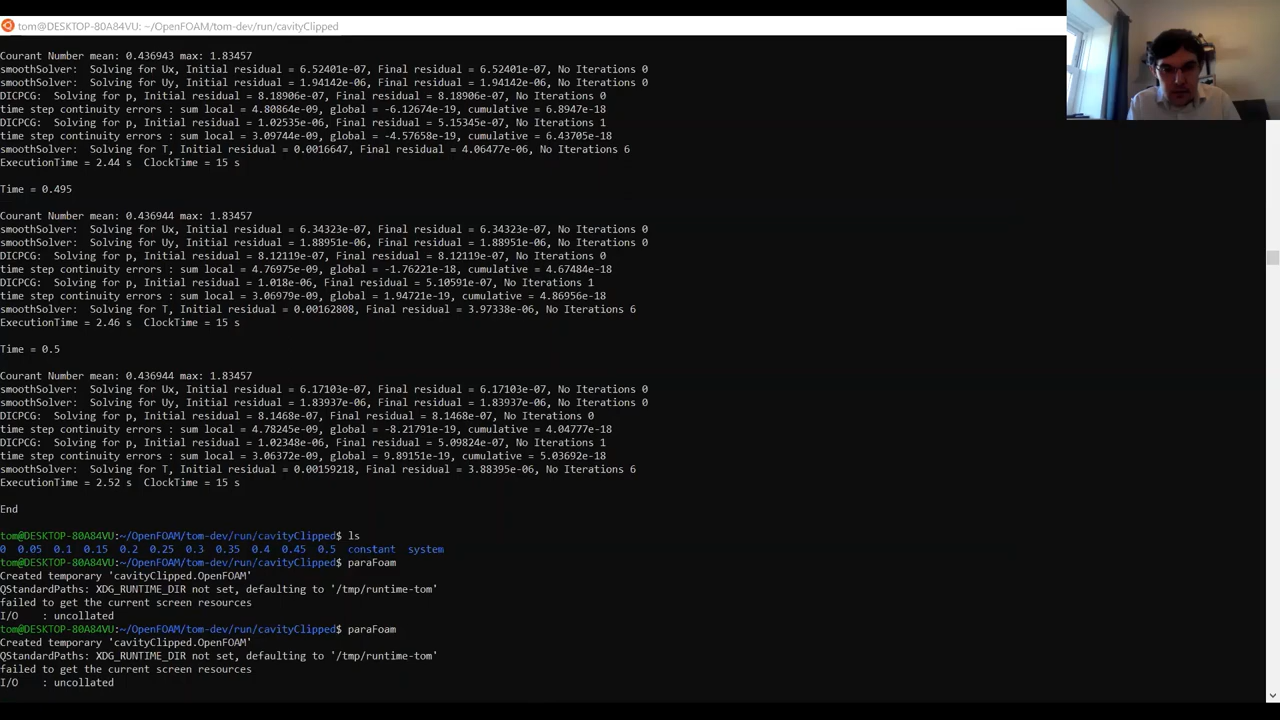 tom@DESKTOP-80A84VU: ~/OpenFOAM/tom-dev/run/cavityClipped
Courant Number mean: 0.436943 max: 1.83457
smoothSolver:  Solving for Ux, Initial residual = 6.52401e-07, Final residual = 6.52401e-07, No Iterations 0
smoothSolver:  Solving for Uy, Initial residual = 1.94142e-06, Final residual = 1.94142e-06, No Iterations 0
DICPCG:  Solving for p, Initial residual = 8.18906e-07, Final residual = 8.18906e-07, No Iterations 0
time step continuity errors : sum local = 4.80864e-09, global = -6.12674e-19, cumulative = 6.8947e-18
DICPCG:  Solving for p, Initial residual = 1.02535e-06, Final residual = 5.15345e-07, No Iterations 1
time step continuity errors : sum local = 3.09744e-09, global = -4.57658e-19, cumulative = 6.43705e-18
smoothSolver:  Solving for T, Initial residual = 0.0016647, Final residual = 4.06477e-06, No Iterations 6
ExecutionTime = 2.44 s  ClockTime = 15 s
Time = 0.495
Courant Number mean: 0.436944 max: 1.83457
smoothSolver:  Solving for Ux, Initial residual = 6.34323e-07, Final residual = 6.34323e-07, No Iterations 0
smoothSolver:  Solving for Uy, Initial residual = 1.88951e-06, Final residual = 1.88951e-06, No Iterations 0
DICPCG:  Solving for p, Initial residual = 8.12119e-07, Final residual = 8.12119e-07, No Iterations 0
time step continuity errors : sum local = 4.76975e-09, global = -1.76221e-18, cumulative = 4.67484e-18
DICPCG:  Solving for p, Initial residual = 1.018e-06, Final residual = 5.10591e-07, No Iterations 1
time step continuity errors : sum local = 3.06979e-09, global = 1.94721e-19, cumulative = 4.86956e-18
smoothSolver:  Solving for T, Initial residual = 0.00162808, Final residual = 3.97338e-06, No Iterations 6
ExecutionTime = 2.46 s  ClockTime = 15 s
Time = 0.5
Courant Number mean: 0.436944 max: 1.83457
smoothSolver:  Solving for Ux, Initial residual = 6.17103e-07, Final residual = 6.17103e-07, No Iterations 0
smoothSolver:  Solving for Uy, Initial residual = 1.83937e-06, Final residual = 1.83937e-06, No Iterations 0
DICPCG:  Solving for p, Initial residual = 8.1468e-07, Final residual = 8.1468e-07, No Iterations 0
time step continuity errors : sum local = 4.78245e-09, global = -8.21791e-19, cumulative = 4.04777e-18
DICPCG:  Solving for p, Initial residual = 1.02348e-06, Final residual = 5.09824e-07, No Iterations 1
time step continuity errors : sum local = 3.06372e-09, global = 9.89151e-19, cumulative = 5.03692e-18
smoothSolver:  Solving for T, Initial residual = 0.00159218, Final residual = 3.88395e-06, No Iterations 6
ExecutionTime = 2.52 s  ClockTime = 15 s
End
tom@DESKTOP-80A84VU:~/OpenFOAM/tom-dev/run/cavityClipped$ ls
0  0.05  0.1  0.15  0.2  0.25  0.3  0.35  0.4  0.45  0.5  constant  system
tom@DESKTOP-80A84VU:~/OpenFOAM/tom-dev/run/cavityClipped$ paraFoam
Created temporary 'cavityClipped.OpenFOAM'
QStandardPaths: XDG_RUNTIME_DIR not set, defaulting to '/tmp/runtime-tom'
failed to get the current screen resources
I/O    : uncollated
tom@DESKTOP-80A84VU:~/OpenFOAM/tom-dev/run/cavityClipped$ paraFoam
Created temporary 'cavityClipped.OpenFOAM'
QStandardPaths: XDG_RUNTIME_DIR not set, defaulting to '/tmp/runtime-tom'
failed to get the current screen resources
I/O    : uncollated